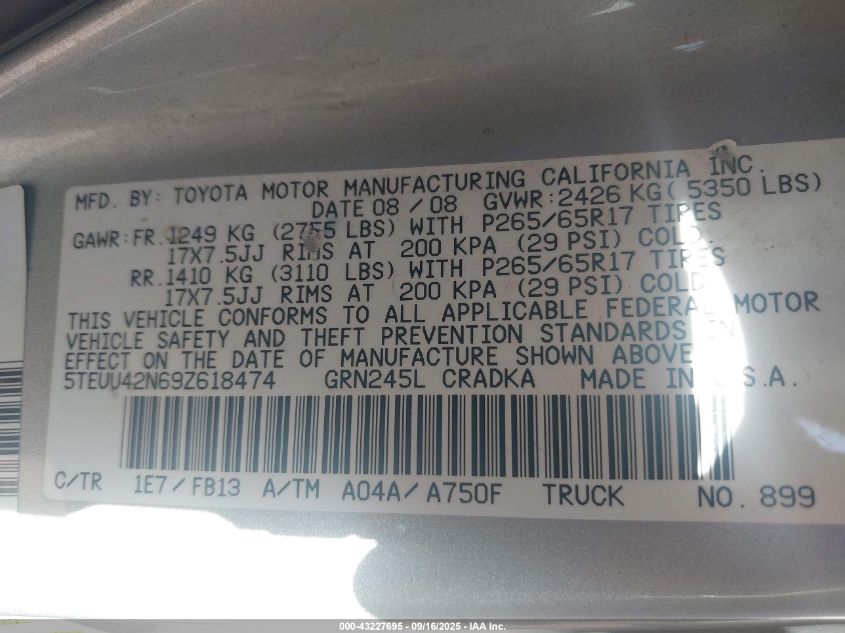 MFD. BY: TOYOTA MOTOR MANUFACTURING CALIFORNIA INC.
DATE 08/08 GVWR:2426 KG( 5350 LBS)
GAWR:FR.1249 KG (2755 LBS) WITH P265/65R17 TIRES
17X7.5JJ RIMS AT 200 KPA (29 PSI) COLD,
RR.1410 KG (3110 LBS) WITH P265/65R17 TIRES
17X7.5JJ RIMS AT 200 KPA (29 PSI) COLD
THIS VEHICLE CONFORMS TO ALL APPLICABLE FEDERAL MOTOR
VEHICLE SAFETY AND THEFT PREVENTION STANDARDS IN
EFFECT ON THE DATE OF MANUFACTURE SHOWN ABOVE.
5TEUU42N69Z618474 GRN245L CRADKA MADE IN U.S.A.
C/TR 1E7/FB13 A/TM A04A/A750F TRUCK NO. 899
000-43227695 - 09/16/2025 - IAA Inc.